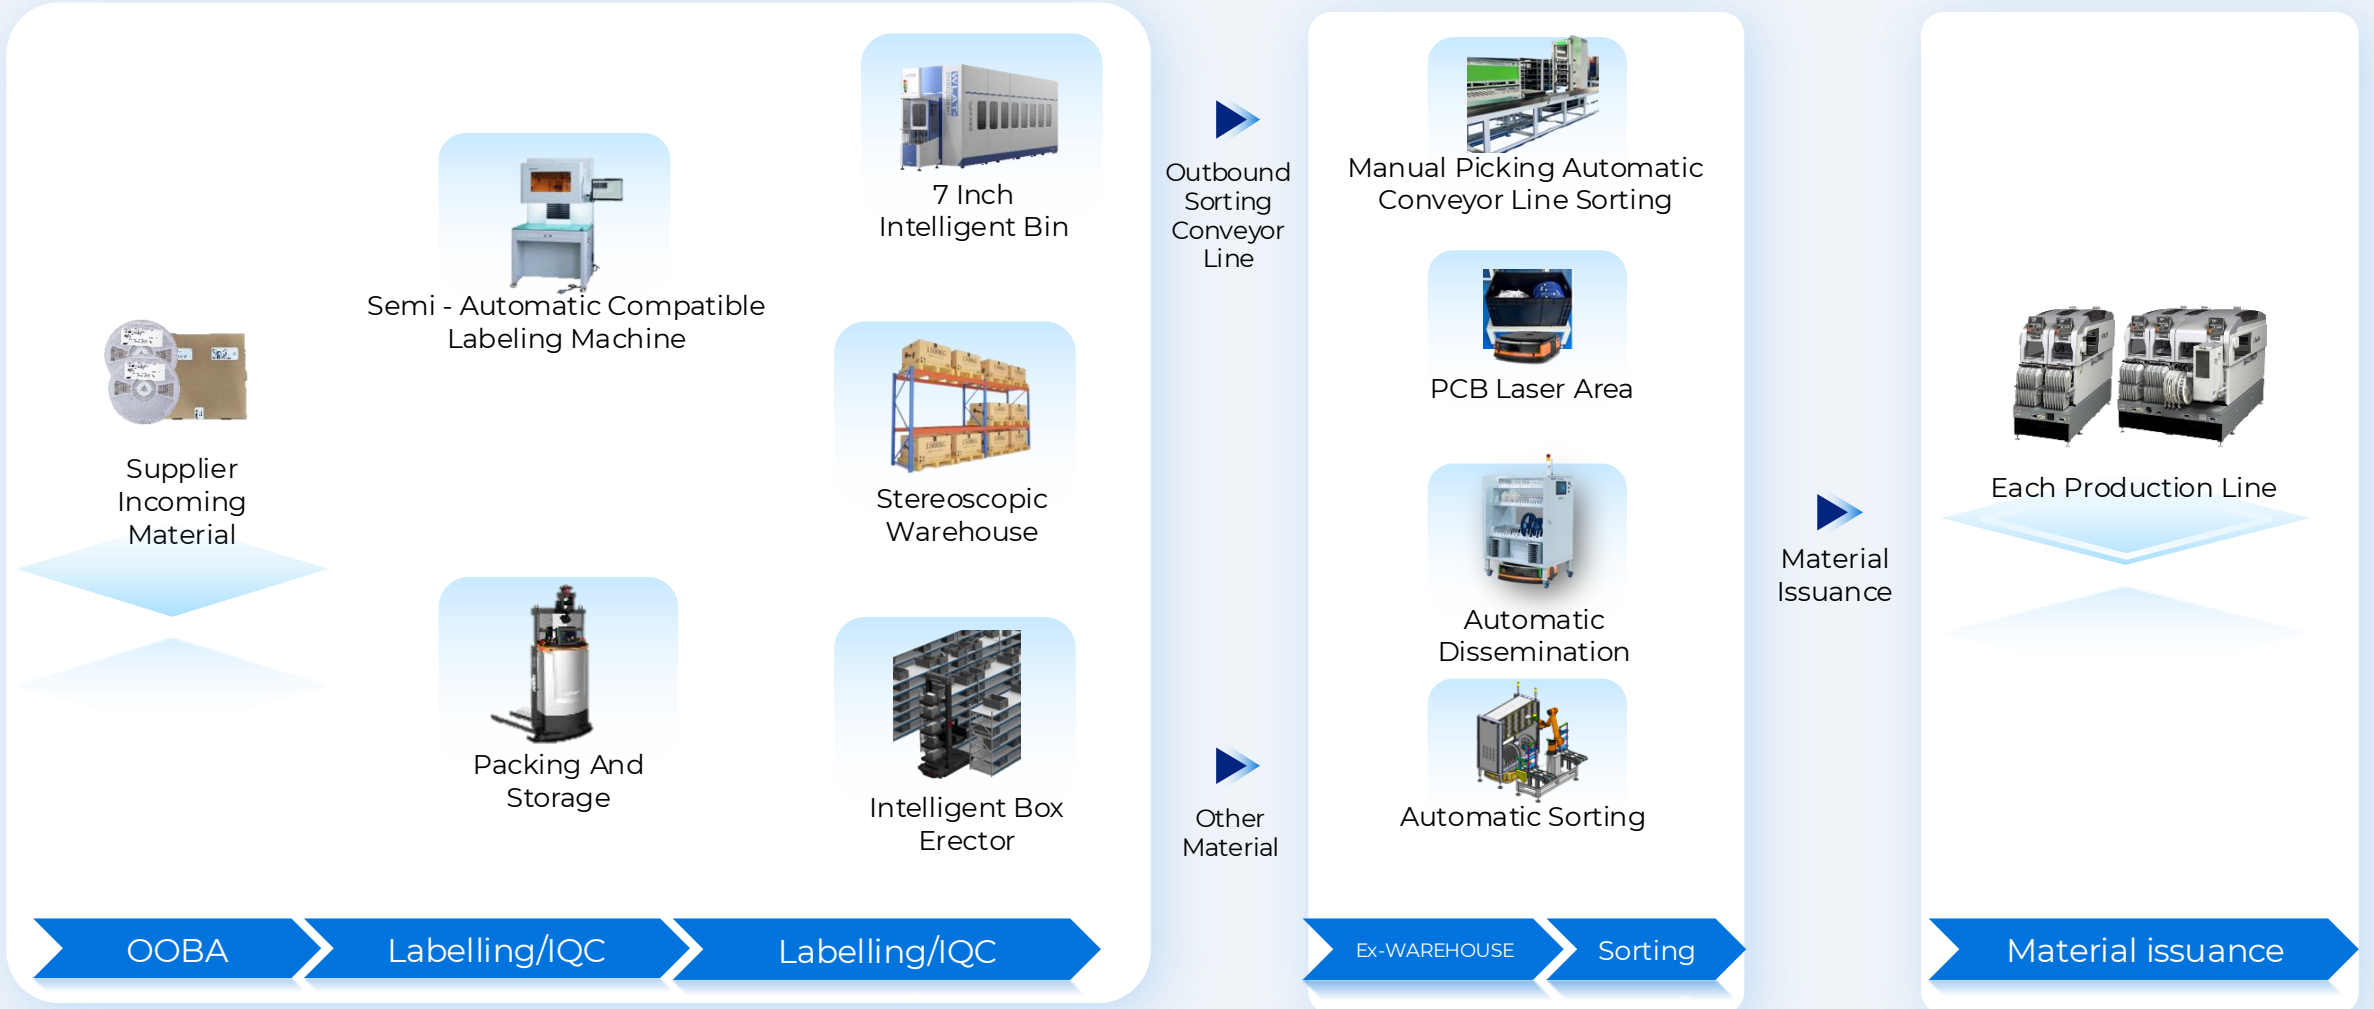 Supplier
Incoming
Material
Semi - Automatic Compatible
Labeling Machine
Packing And
Storage
7 Inch
Intelligent Bin
Stereoscopic
Warehouse
Intelligent Box
Erector
Outbound
Sorting
Conveyor
Line
Other
Material
Manual Picking Automatic
Conveyor Line Sorting
PCB Laser Area
Automatic
Dissemination
Automatic Sorting
Material
Issuance
Each Production Line
OOBA
Labelling/IQC
Labelling/IQC
Ex-WAREHOUSE
Sorting
Material issuance